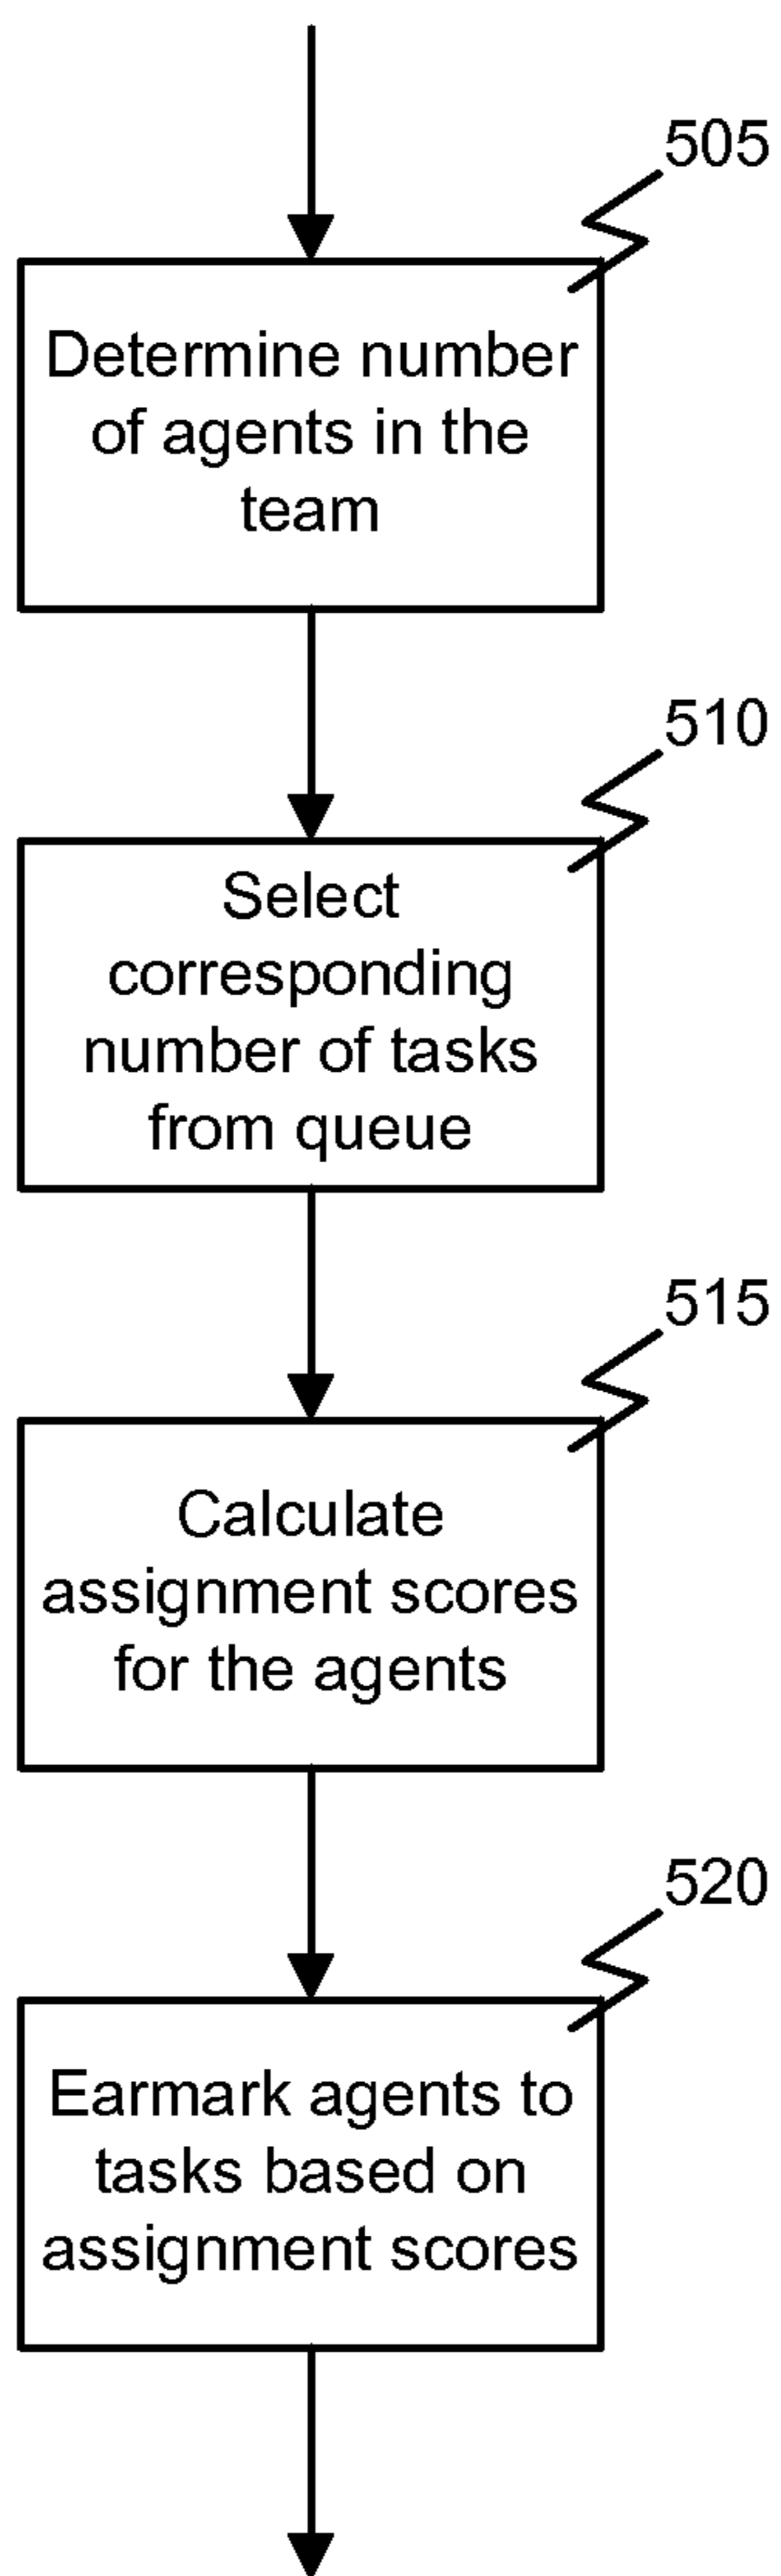 505
Determine number
of agents in the
team
510
Select
corresponding
number of tasks
from queue
515
Calculate
assignment scores
for the agents
520
Earmark agents to
tasks based on
assignment scores